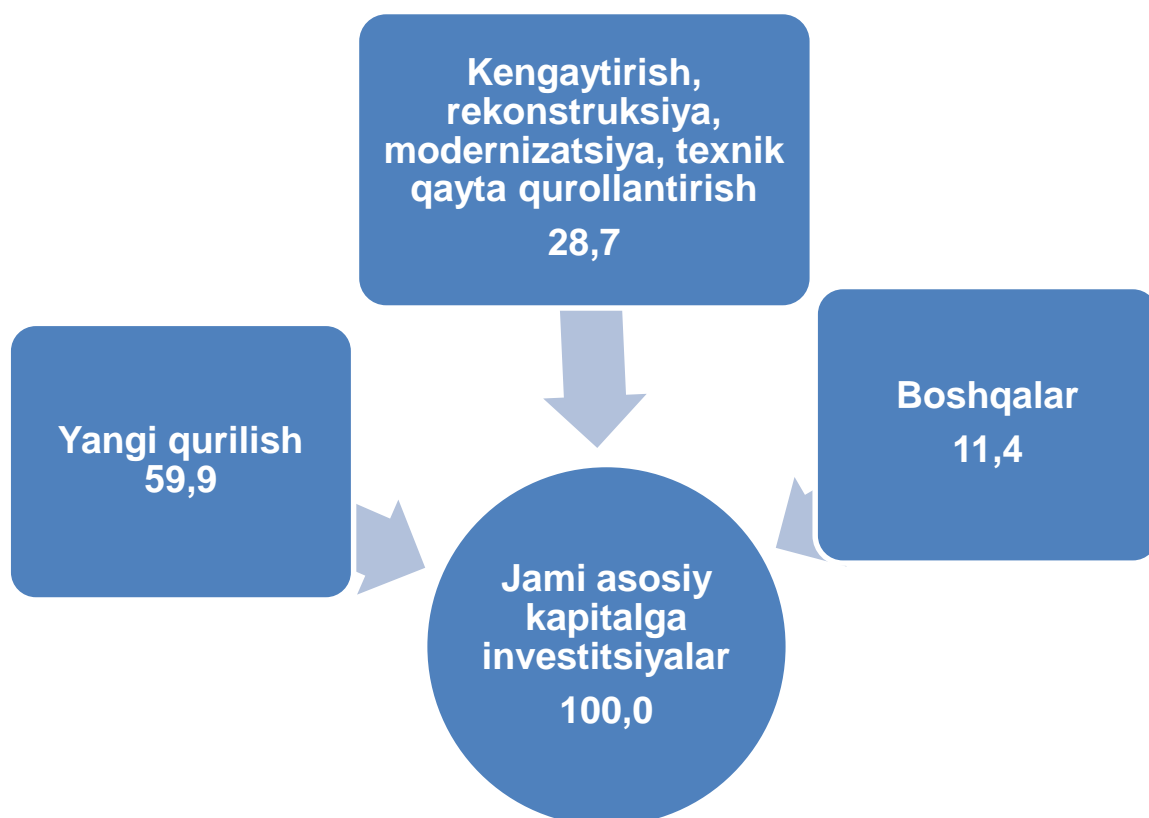 Kengaytirish,
rekonstruksiya,
modernizatsiya, texnik
qayta qurollantirish
28,7
Yangi qurilish
59,9
Boshqalar
11,4
Jami asosiy
kapitalga
investitsiyalar
100,0